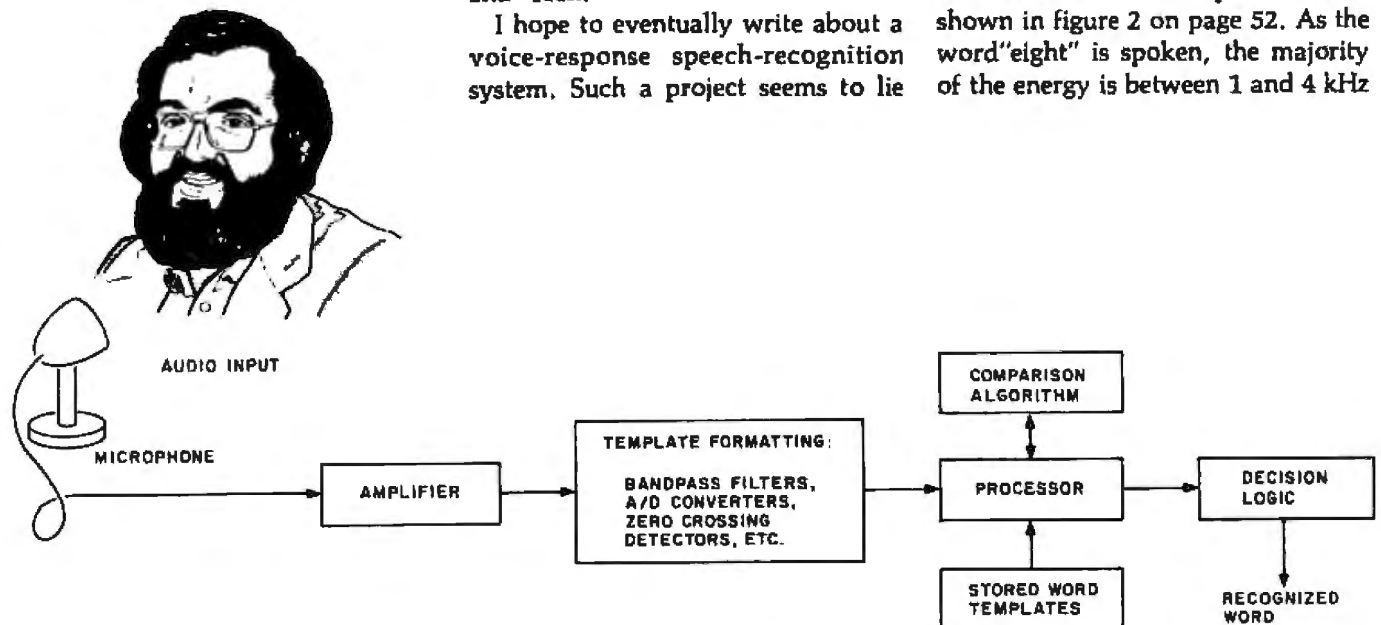 I hope to eventually write about a
voice-response speech-recognition
system. Such a project seems to lie
shown in figure 2 on page 52. As the
word"eight" is spoken, the majority
of the energy is between 1 and 4 kHz
AUDIO INPUT
MICROPHONE
AMPLIFIER
TEMPLATE FORMATTING:
BANDPASS FILTERS,
A/D CONVERTERS,
ZERO CROSSING
DETECTORS, ETC.
COMPARISON
ALGORITHM
PROCESSOR
STORED WORD
TEMPLATES
DECISION
LOGIC
RECOGNIZED
WORD